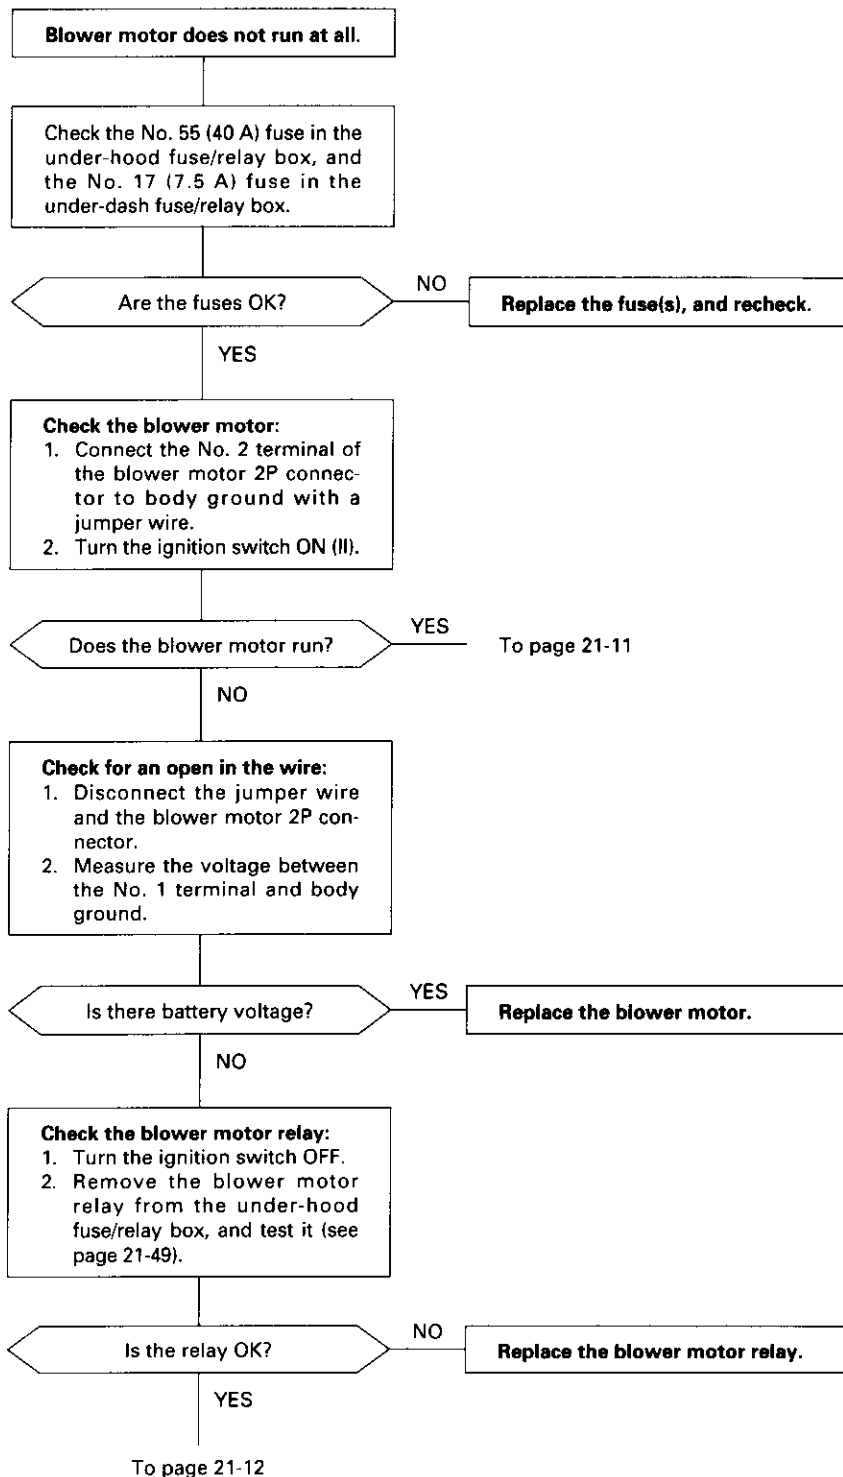 Blower motor does not run at all.
Check the No. 55 (40 A) fuse in the
under-hood fuse/relay box, and
the No. 17 (7.5 A) fuse in the
under-dash fuse/relay box.
Are the fuses OK?
NO
Replace the fuse(s), and recheck.
YES
Check the blower motor:
1. Connect the No. 2 terminal of
the blower motor 2P connec-
tor to body ground with a
jumper wire.
2. Turn the ignition switch ON (II).
Does the blower motor run?
YES
To page 21-11
NO
Check for an open in the wire:
1. Disconnect the jumper wire
and the blower motor 2P con-
nector.
2. Measure the voltage between
the No. 1 terminal and body
ground.
Is there battery voltage?
YES
Replace the blower motor.
NO
Check the blower motor relay:
1. Turn the ignition switch OFF.
2. Remove the blower motor
relay from the under-hood
fuse/relay box, and test it (see
page 21-49).
Is the relay OK?
NO
Replace the blower motor relay.
YES
To page 21-12